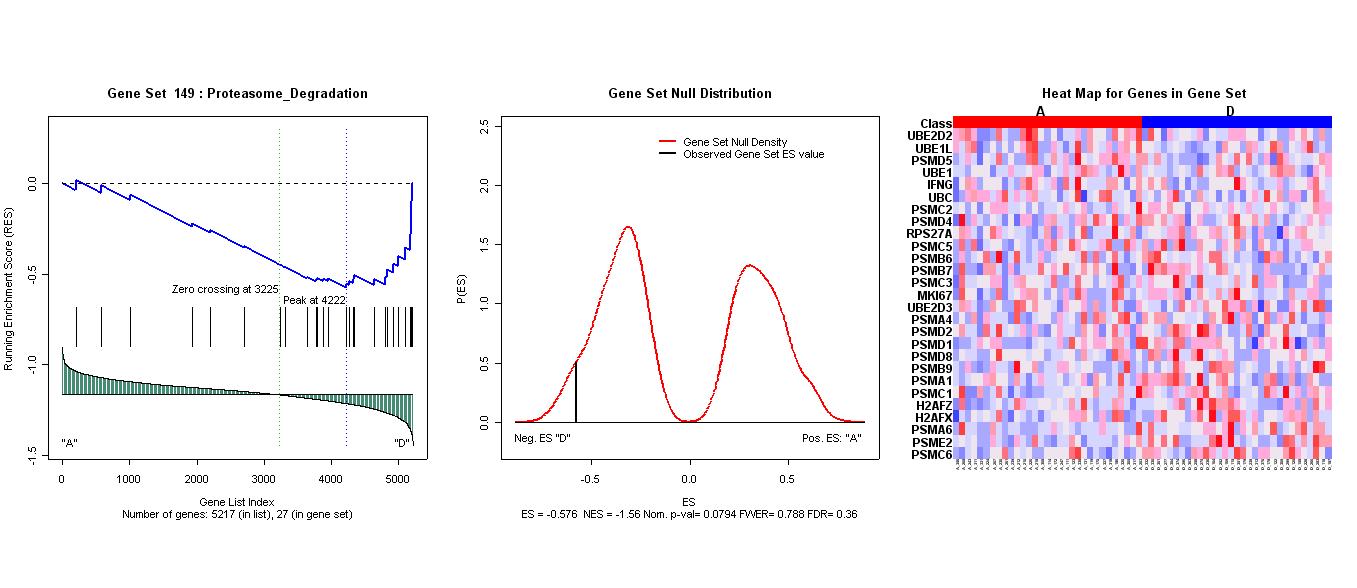 Gene Set 149 : Proteasome_Degradation
Running Enrichment Score (RES)
0.0
-0.5
-1.0
-1.5
Zero crossing at 3225
Peak at 4222
"A"
"D"
0 1000 2000 3000 4000 5000
Gene List Index
Number of genes: 5217 (in list), 27 (in gene set)
Gene Set Null Distribution
P(ES)
2.5
2.0
1.5
1.0
0.5
0.0
Gene Set Null Density
Observed Gene Set ES value
Neg. ES "D"
Pos. ES: "A"
-0.5 0.0 0.5
ES
ES = -0.576 NES = -1.56 Nom. p-val= 0.0794 FWER= 0.788 FDR= 0.36
Heat Map for Genes in Gene Set
A D
Class
UBE2D2
UBE1L
PSMD5
UBE1
IFNG
UBC
PSMC2
PSMD4
RPS27A
PSMC5
PSMB6
PSMB7
PSMC3
MKI67
UBE2D3
PSMA4
PSMD2
PSMD1
PSMD8
PSMB9
PSMA1
PSMC1
H2AFZ
H2AFX
PSMA6
PSME2
PSMC6